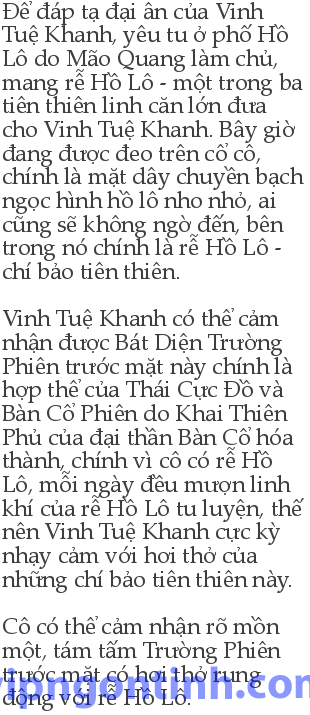 Để đáp tạ đại ân của Vinh
Tuệ Khanh, yêu tu ở phố Hồ
Lô do Mão Quang làm chủ,
mang rễ Hồ Lô - một trong ba
tiên thiên linh căn lớn đưa
cho Vinh Tuệ Khanh. Bây giờ
đang được đeo trên cổ cô,
chính là mặt dây chuyền bạch
ngọc hình hồ lô nho nhỏ, ai
cũng sẽ không ngờ đến, bên
trong nó chính là rễ Hồ Lô -
chí bảo tiên thiên.

Vinh Tuệ Khanh có thể cảm
nhận được Bát Diện Trường
Phiên trước mặt này chính là
hợp thể của Thái Cực Đồ và
Bàn Cổ Phiên do Khai Thiên
Phủ của đại thần Bàn Cổ hóa
thành, chính vì cô có rễ Hồ
Lô, mỗi ngày đều mượn linh
khí của rễ Hồ Lô tu luyện, thế
nên Vinh Tuệ Khanh cực kỳ
nhạy cảm với hơi thở của
những chí bảo tiên thiên này.

Cô có thể cảm nhận rõ mồn
một, tám tấm Trường Phiên
trước mặt có hơi thở rung
động với rễ Hồ Lô.
vipngontinh.com